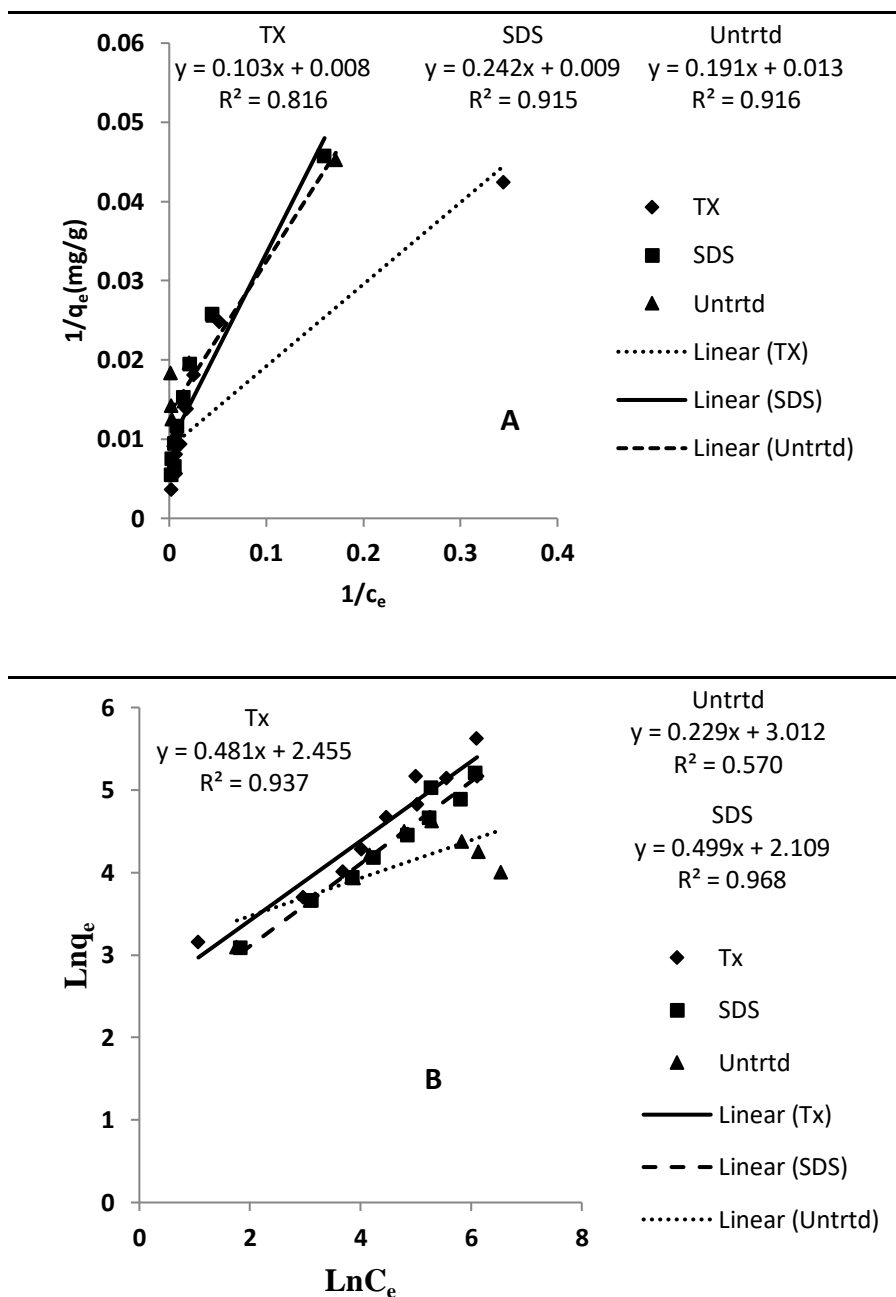 TX
y = 0.103x + 0.008
R² = 0.816
SDS
y = 0.242x + 0.009
R² = 0.915
Untrtd
y = 0.191x + 0.013
R² = 0.916
0.06
0.05
0.04
0.03
0.02
0.01
0
1/qₑ(mg/g)
0 0.1 0.2 0.3 0.4
1/cₑ
TX
SDS
Untrtd
Linear (TX)
Linear (SDS)
Linear (Untrtd)
A
Tx
y = 0.481x + 2.455
R² = 0.937
Untrtd
y = 0.229x + 3.012
R² = 0.570
SDS
y = 0.499x + 2.109
R² = 0.968
6
5
4
3
2
1
0
Lnqₑ
0 2 4 6 8
LnCₑ
B
Tx
SDS
Untrtd
Linear (Tx)
Linear (SDS)
Linear (Untrtd)